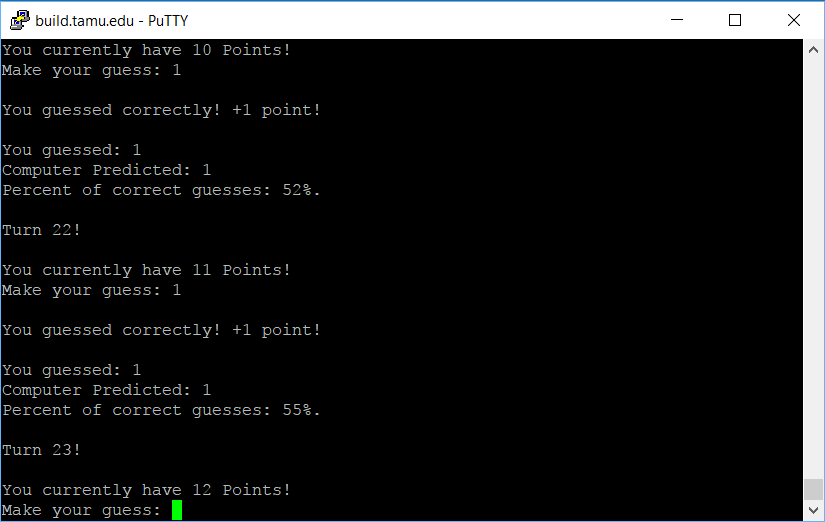 build.tamu.edu - PuTTY
You currently have 10 Points!
Make your guess: 1
You guessed correctly! +1 point!
You guessed: 1
Computer Predicted: 1
Percent of correct guesses: 52%.
Turn 22!
You currently have 11 Points!
Make your guess: 1
You guessed correctly! +1 point!
You guessed: 1
Computer Predicted: 1
Percent of correct guesses: 55%.
Turn 23!
You currently have 12 Points!
Make your guess: